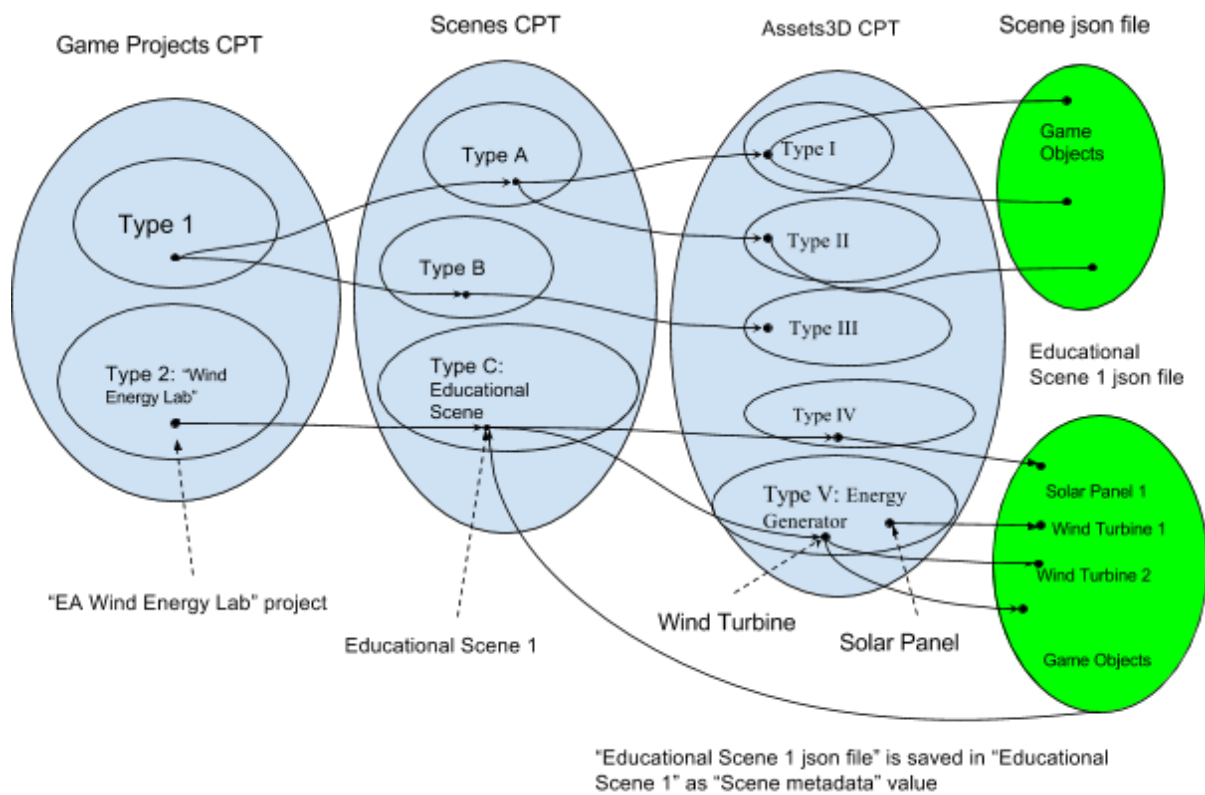 Game Projects CPT
Scenes CPT
Assets3D CPT
Scene json file
Type 1
Type 2: “Wind
Energy Lab”
Type A
Type B
Type C:
Educational
Scene
Type I
Type II
Type III
Type IV
Type V: Energy
Generator
Game
Objects
Educational
Scene 1 json file
Solar Panel 1
Wind Turbine 1
Wind Turbine 2
Game Objects
“EA Wind Energy Lab” project
Educational Scene 1
Wind Turbine
Solar Panel
“Educational Scene 1 json file” is saved in “Educational
Scene 1” as “Scene metadata” value